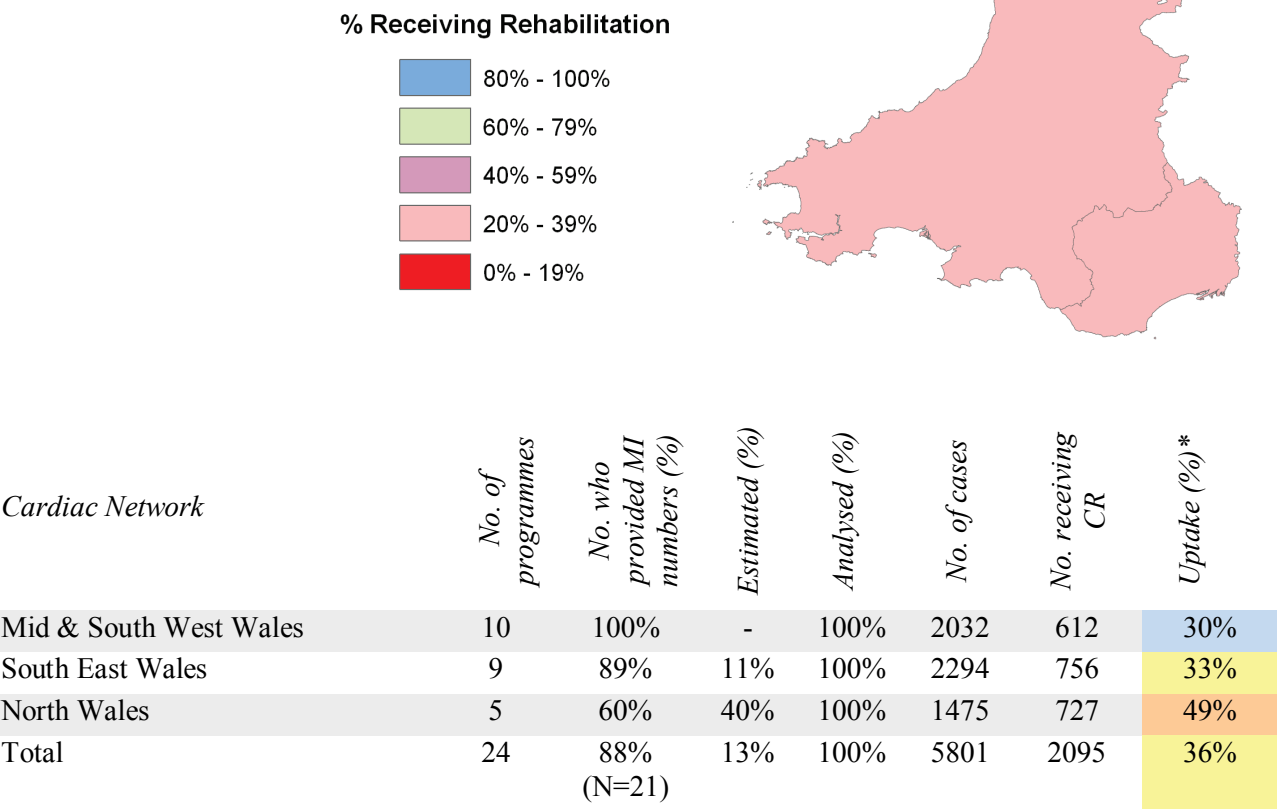 % Receiving Rehabilitation
80% - 100%
60% - 79%
40% - 59%
20% - 39%
0% - 19%
Cardiac Network
No. of
programmes
No. who
provided MI
numbers (%)
Estimated (%)
Analysed (%)
No. of cases
No. receiving
CR
Uptake (%)*
Mid & South West Wales 10 100% - 100% 2032 612 30%
South East Wales 9 89% 11% 100% 2294 756 33%
North Wales 5 60% 40% 100% 1475 727 49%
Total 24 88% 13% 100% 5801 2095 36%
(N=21)